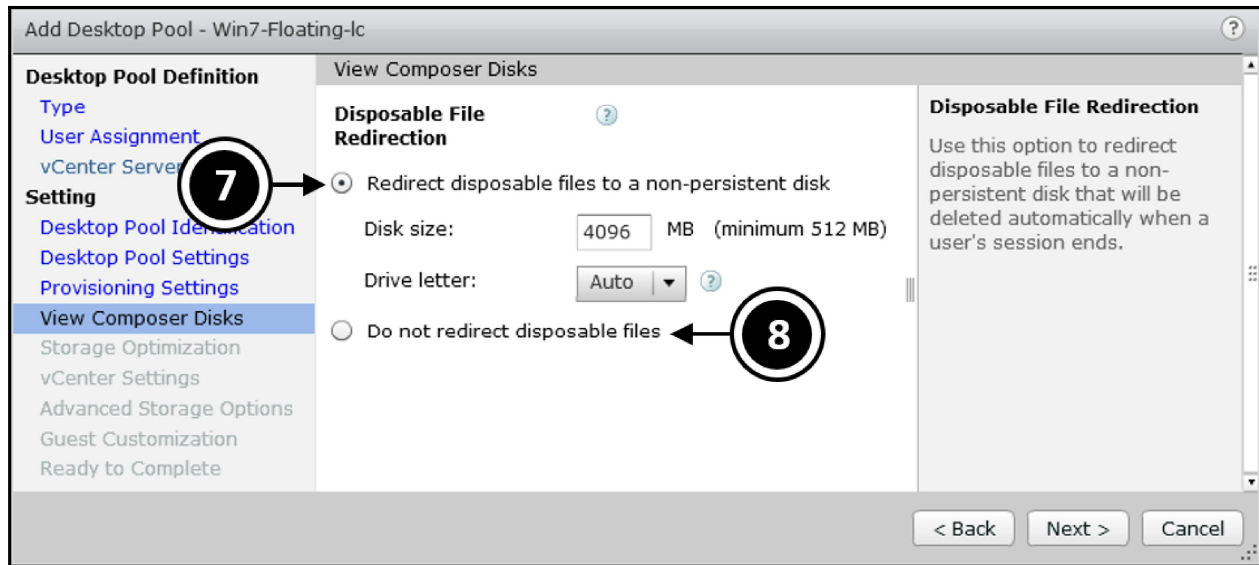 Add Desktop Pool - Win7-Floating-lc
?
Desktop Pool Definition
Type
User Assignment
vCenter Server
Setting
Desktop Pool Identification
Desktop Pool Settings
Provisioning Settings
View Composer Disks
Storage Optimization
vCenter Settings
Advanced Storage Options
Guest Customization
Ready to Complete
View Composer Disks
Disposable File ?
Redirection
7
Redirect disposable files to a non-persistent disk
Disk size: 4096 MB (minimum 512 MB)
Drive letter: Auto ?
Do not redirect disposable files
8
Disposable File Redirection
Use this option to redirect
disposable files to a non-
persistent disk that will be
deleted automatically when a
user's session ends.
< Back Next > Cancel